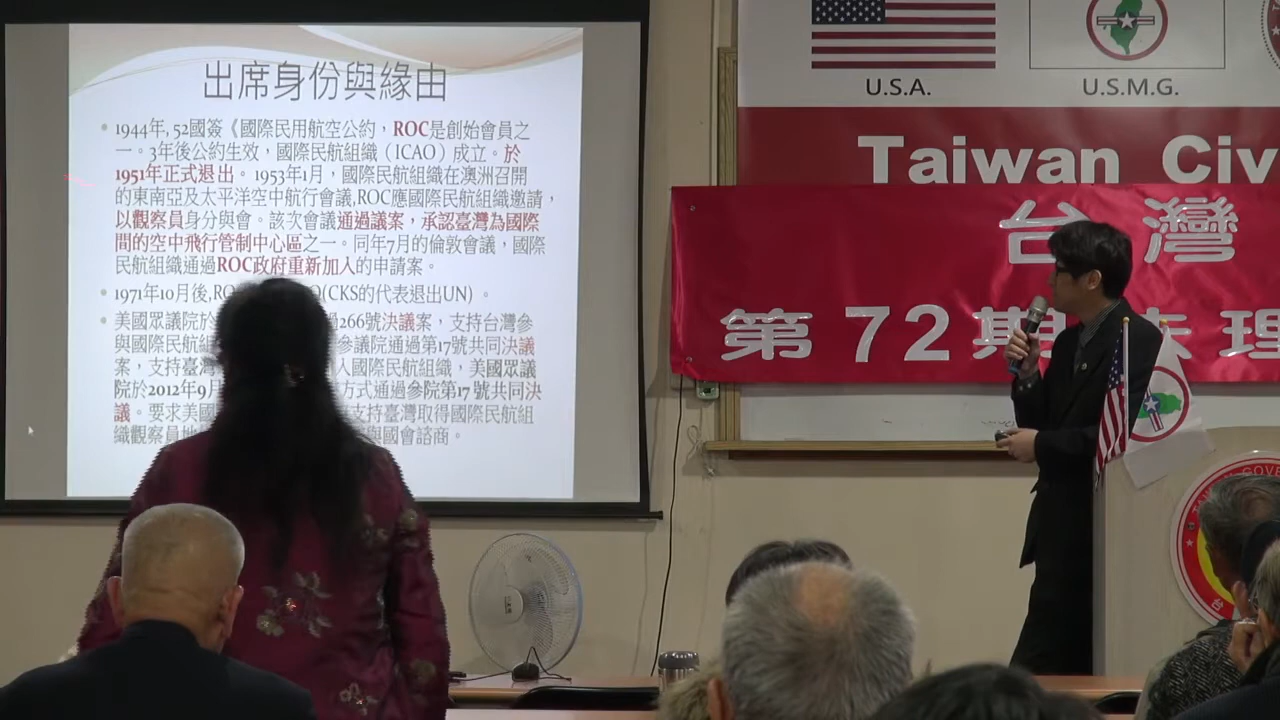 出席身份與緣由
1944年, 52國簽《國際民用航空公約，ROC是創始會員之
一。3年後公約生效，國際民航組織（ICAO）成立。於
1951年正式退出。1953年1月，國際民航組織在澳洲召開
的東南亞及太平洋空中航行會議,ROC應國際民航組織邀請，
以觀察員身分與會。該次會議通過議案，承認臺灣為國際
間的空中飛行管制中心區之一。同年7月的倫敦會議，國際
民航組織通過ROC政府重新加入的申請案。
1971年10月後,RO O(CKS的代表退出UN) 。
美國眾議院於 266號決議案，支持台灣參
與國際民航組 參議院通過第17號共同決議
案，支持臺灣 入國際民航組織，美國眾議
院於2012年9月 方式通過參院第17 號共同決
議。要求美國 支持臺灣取得國際民航組
織觀察員地 與國會諮商。
U.S.A.
U.S.M.G.
Taiwan Civ
台灣
第72期 理